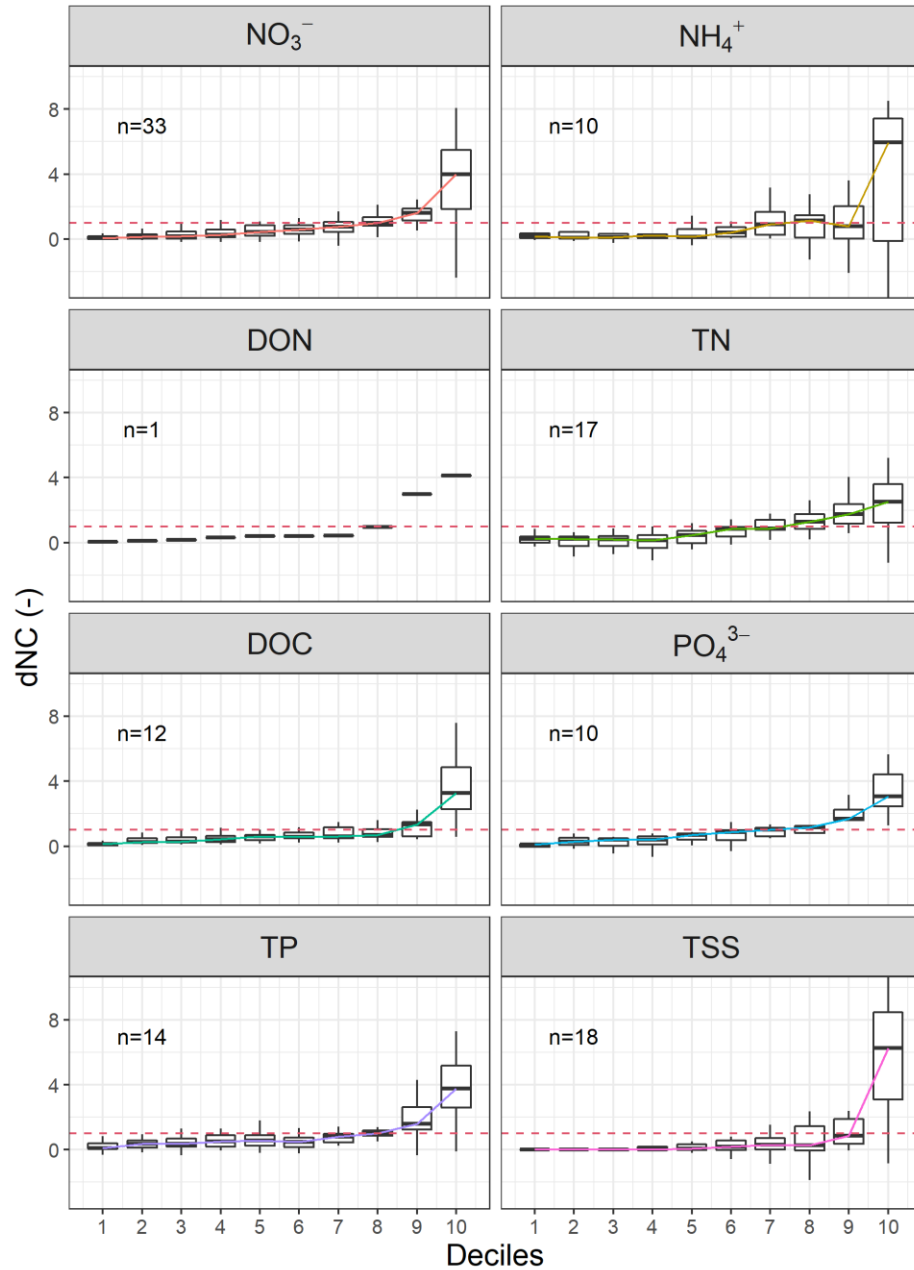 NO₃⁻
NH₄⁺
8
4
0
n=33
n=10
DON
TN
8
4
0
n=1
n=17
DOC
PO₄³⁻
8
4
0
n=12
n=10
TP
TSS
8
4
0
n=14
n=18
1 2 3 4 5 6 7 8 9 10
1 2 3 4 5 6 7 8 9 10
dNC (-)
Deciles